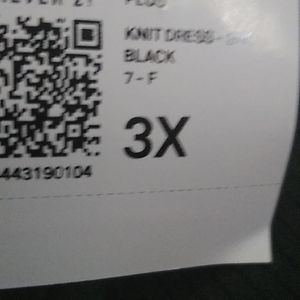 PLUS
KNIT DRESS -
BLACK
7 - F
3X
443190104